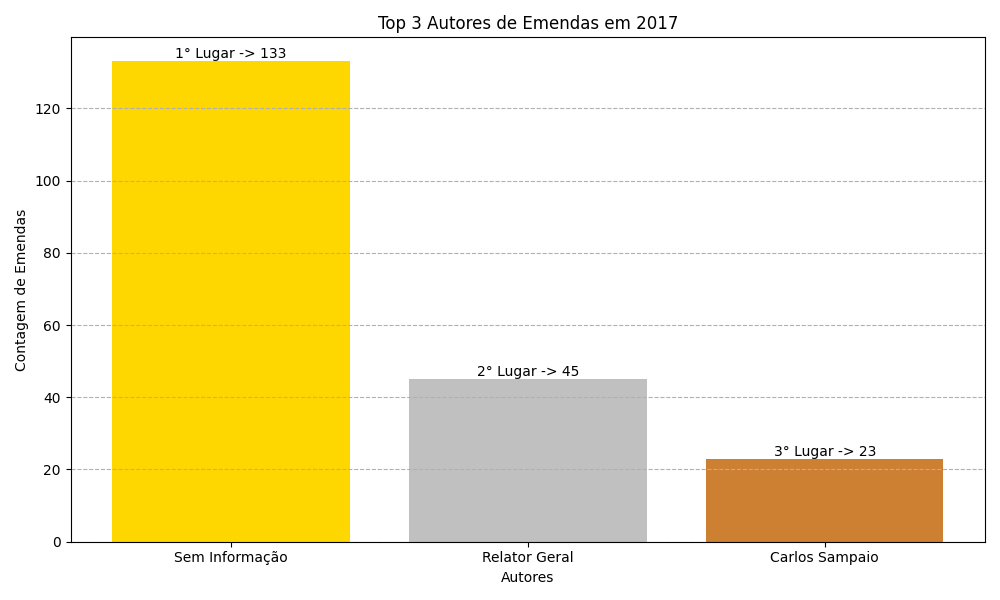 Top 3 Autores de Emendas em 2017
1° Lugar -> 133
2° Lugar -> 45
3° Lugar -> 23
Contagem de Emendas
120
100
80
60
40
20
0
Sem Informação
Relator Geral
Carlos Sampaio
Autores